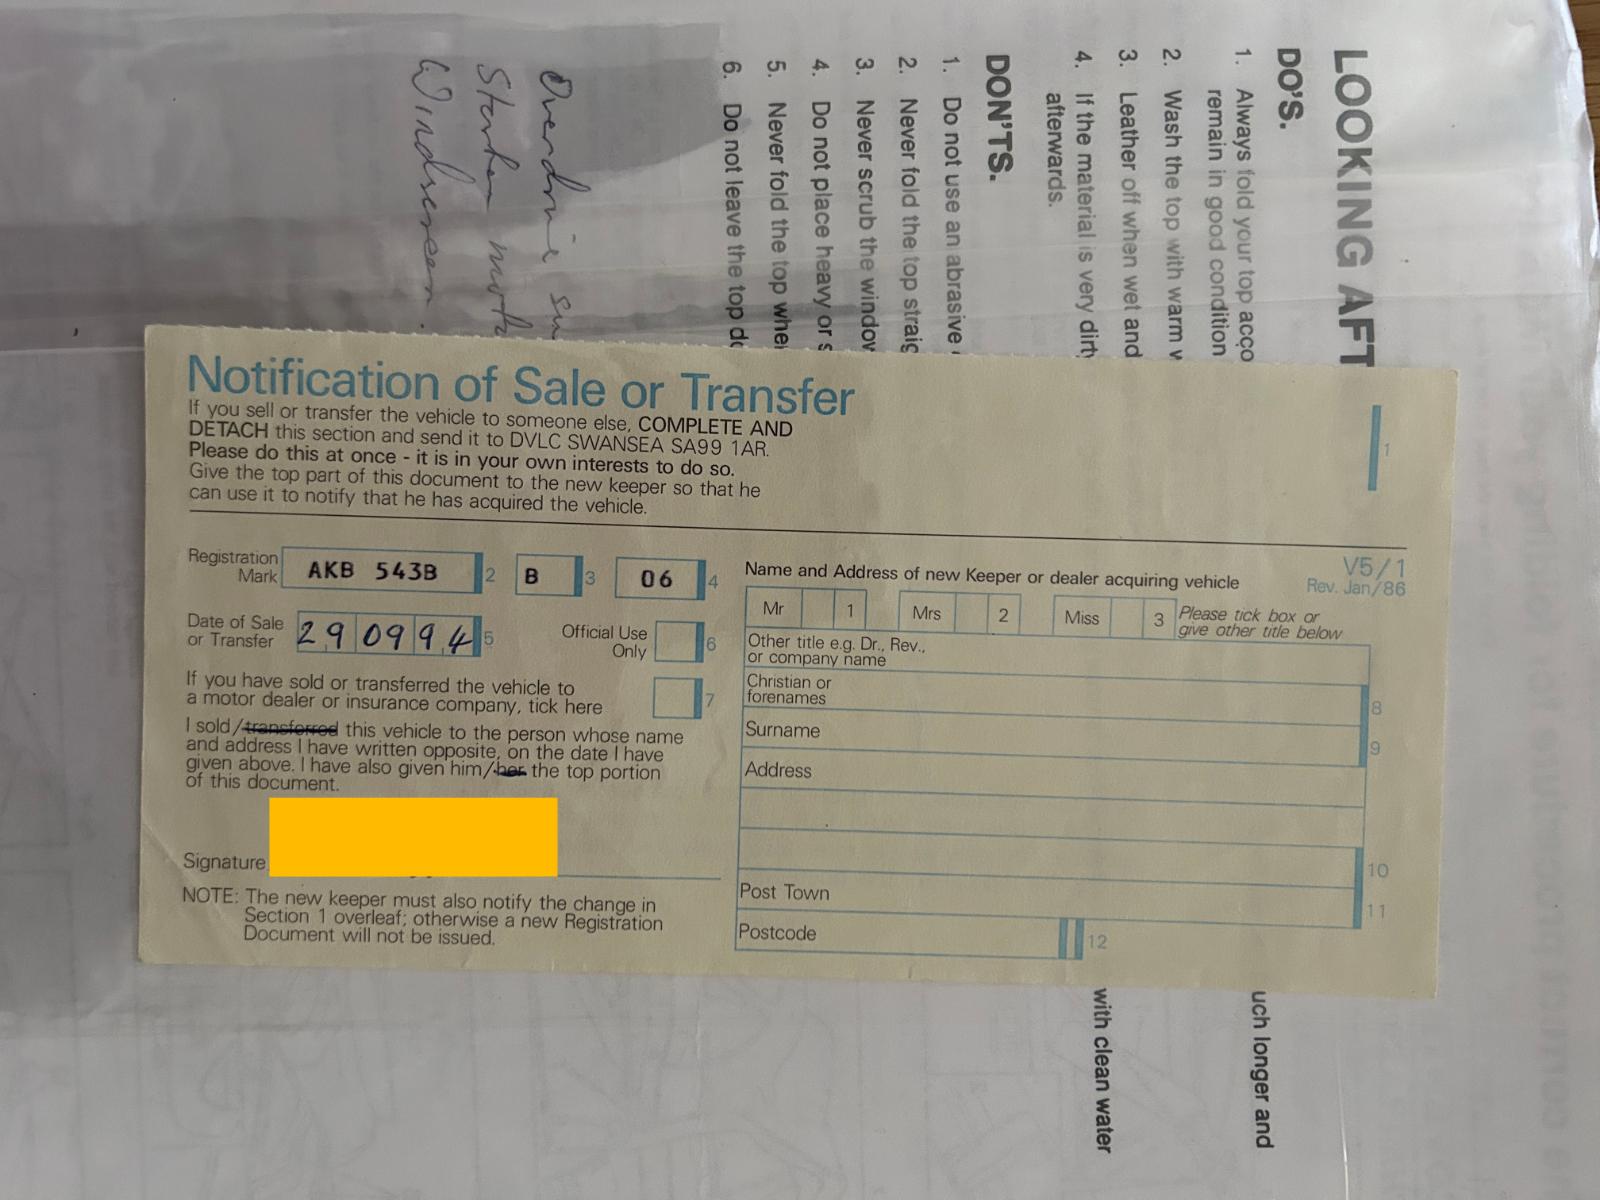 LOOKING AFT
DO'S.
1. Always fold your top acco
remain in good condition
2. Wash the top with warm w
3. Leather off when wet and
4. If the material is very dirty
afterwards.
DON'TS.
1. Do not use an abrasive
2. Never fold the top straig
3. Never scrub the window
4. Do not place heavy or s
5. Never fold the top when
6. Do not leave the top do
Overdrive
Starter
Windscreen.
uch longer and
with clean water
Notification of Sale or Transfer
If you sell or transfer the vehicle to someone else, COMPLETE AND
DETACH this section and send it to DVLC SWANSEA SA99 1AR.
Please do this at once - it is in your own interests to do so.
Give the top part of this document to the new keeper so that he
can use it to notify that he has acquired the vehicle.
1
V5/1
Rev. Jan/86
Registration
Mark
AKB 543B 2
B 3
06 4
Date of Sale
or Transfer
290994 5
Official Use
Only
6
If you have sold or transferred the vehicle to
a motor dealer or insurance company, tick here
7
I sold/transferred this vehicle to the person whose name
and address I have written opposite, on the date I have
given above. I have also given him/her the top portion
of this document.
Signature
NOTE: The new keeper must also notify the change in
Section 1 overleaf; otherwise a new Registration
Document will not be issued.
Name and Address of new Keeper or dealer acquiring vehicle
Mr 1 Mrs 2 Miss 3 Please tick box or
give other title below
Other title e.g. Dr., Rev.,
or company name
Christian or
forenames
8
Surname
9
Address
10
Post Town
11
Postcode
12